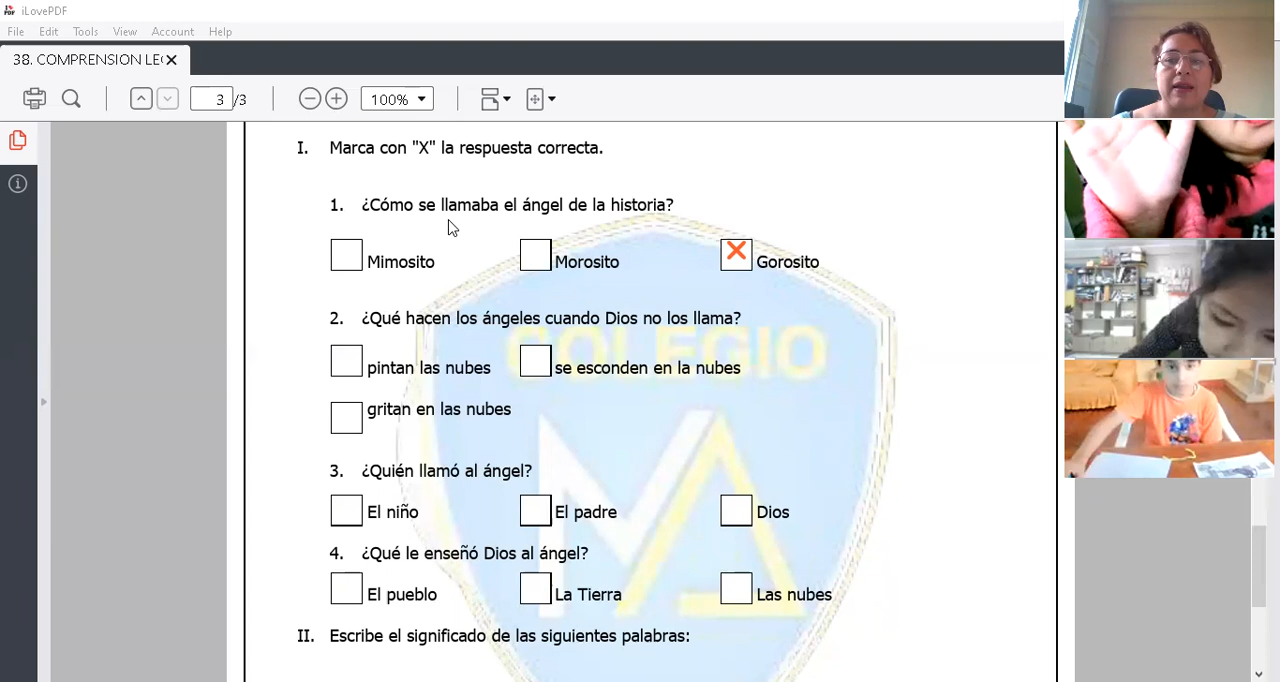 iLovePDF
File Edit Tools View Account Help
38. COMPRENSION LE
3 /3
100%
I. Marca con "X" la respuesta correcta.
1. ¿Cómo se llamaba el ángel de la historia?
Mimosito Morosito Gorosito
2. ¿Qué hacen los ángeles cuando Dios no los llama?
pintan las nubes se esconden en la nubes
gritan en las nubes
COLEGIO
MA
3. ¿Quién llamó al ángel?
El niño El padre Dios
4. ¿Qué le enseñó Dios al ángel?
El pueblo La Tierra Las nubes
II. Escribe el significado de las siguientes palabras: